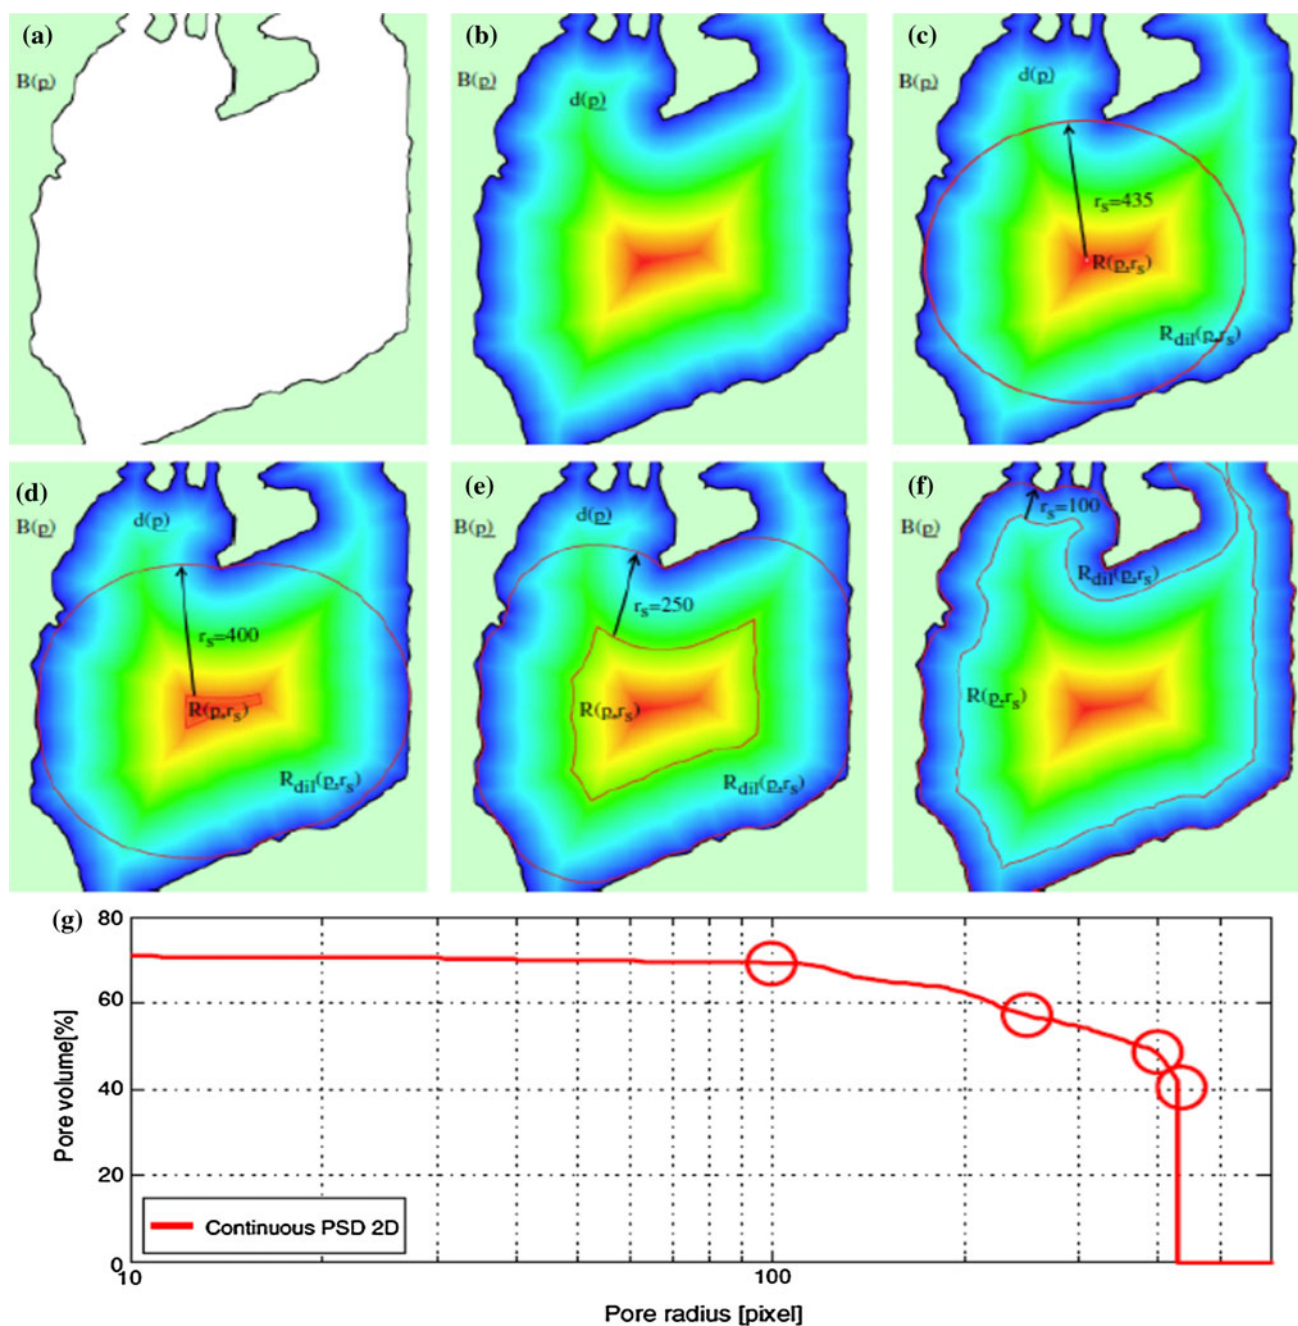 (a)
B(p)
(b)
B(p)
d(p)
(c)
B(p)
d(p)
rs=435
R(p,rs)
Rdil(p,rs)
(d)
B(p)
d(p)
rs=400
R(p,rs)
Rdil(p,rs)
(e)
B(p)
d(p)
rs=250
R(p,rs)
Rdil(p,rs)
(f)
B(p)
rs=100
Rdil(p,rs)
R(p,rs)
(g)
80
60
40
20
0
Pore volume[%]
Continuous PSD 2D
10
100
Pore radius [pixel]